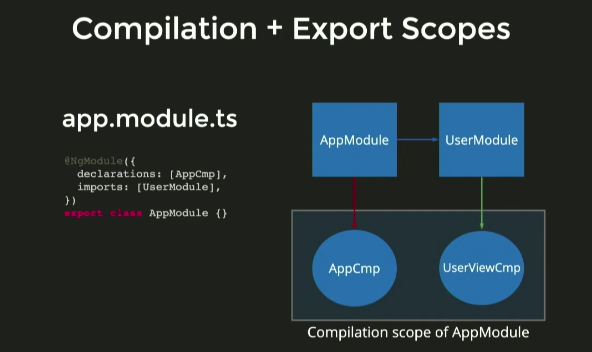 Compilation + Export Scopes
app.module.ts
@NgModule({
declarations: [AppCmp],
imports: [UserModule],
})
export class AppModule {}
AppModule
UserModule
AppCmp
UserViewCmp
Compilation scope of AppModule